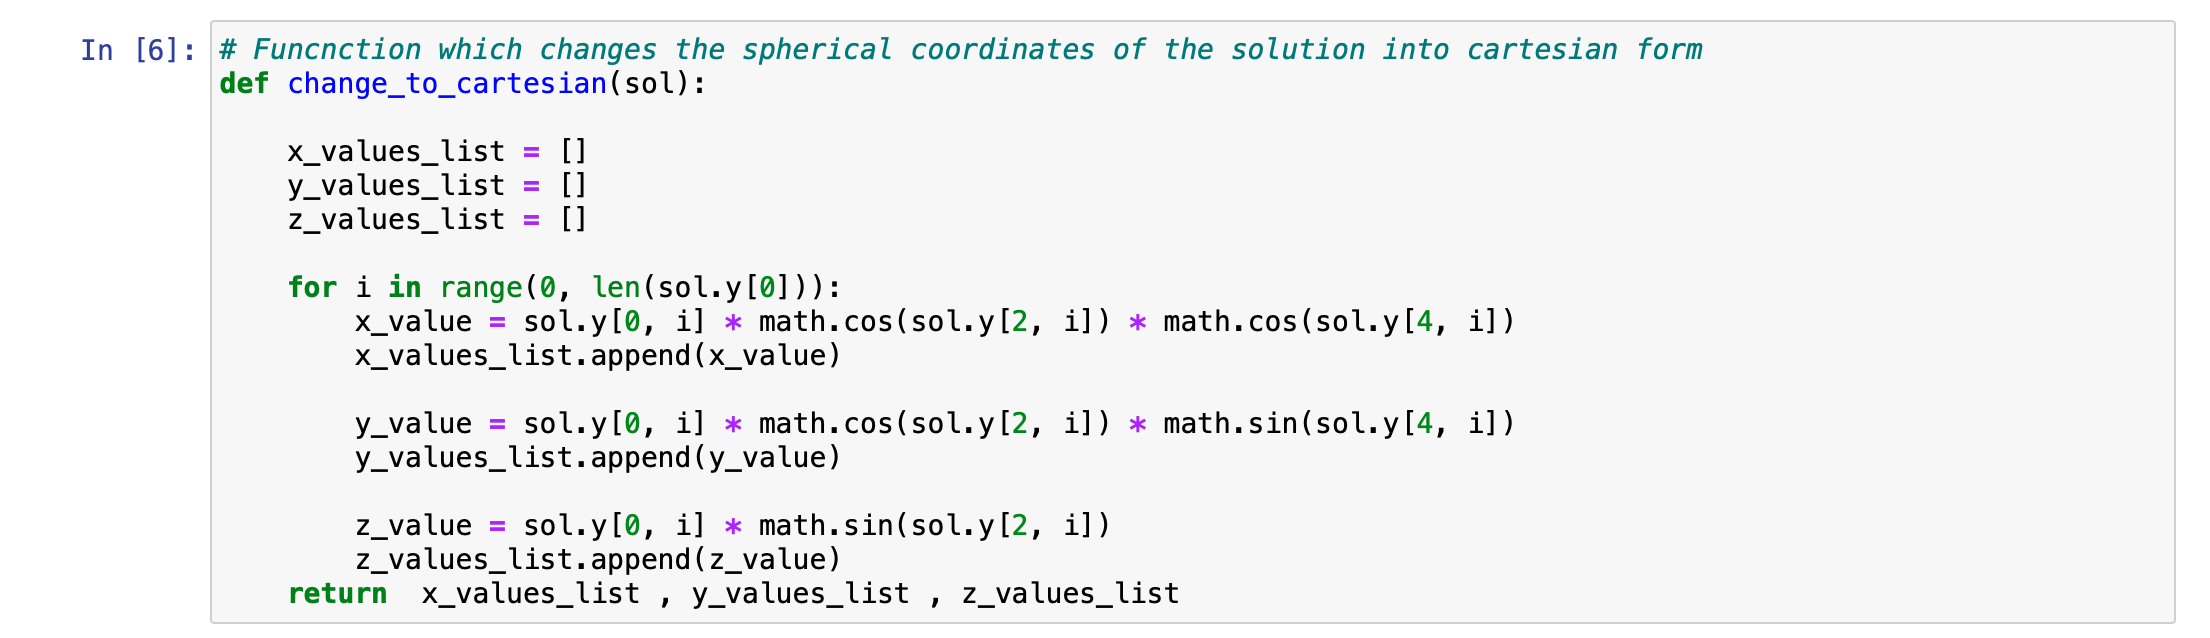 In [6]: # Funcnction which changes the spherical coordinates of the solution into cartesian form
def change_to_cartesian(sol):

    x_values_list = []
    y_values_list = []
    z_values_list = []

    for i in range(0, len(sol.y[0])):
        x_value = sol.y[0, i] * math.cos(sol.y[2, i]) * math.cos(sol.y[4, i])
        x_values_list.append(x_value)

        y_value = sol.y[0, i] * math.cos(sol.y[2, i]) * math.sin(sol.y[4, i])
        y_values_list.append(y_value)

        z_value = sol.y[0, i] * math.sin(sol.y[2, i])
        z_values_list.append(z_value)
    return  x_values_list , y_values_list , z_values_list